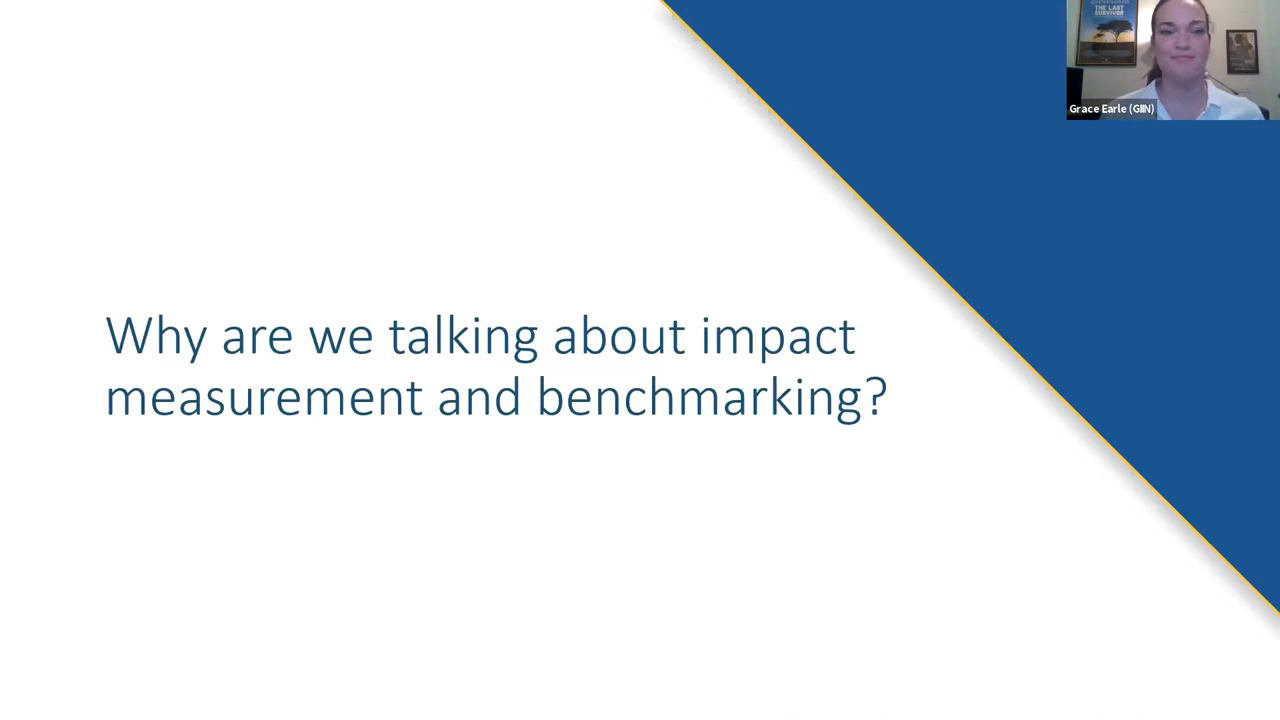 THE LAST
SURVIVOR
Grace Earle (GIIN)
Why are we talking about impact
measurement and benchmarking?